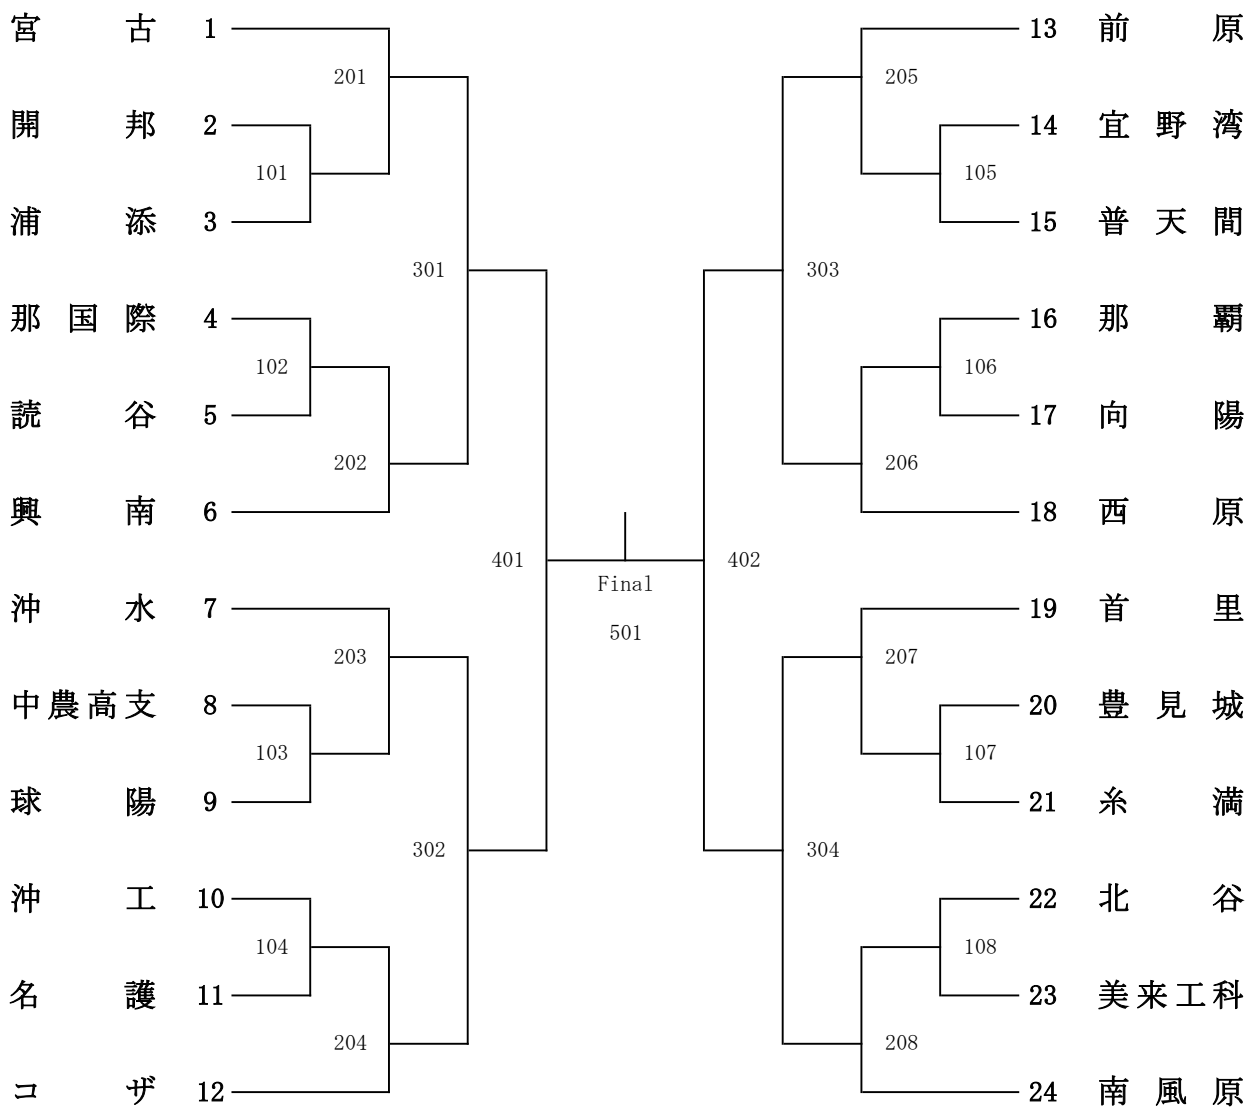 宮古 1
201
開邦 2
101
浦添 3
301
那国際 4
102
読谷 5
202
興南 6
401
沖水 7
203
中農高支 8
103
球陽 9
302
沖工 10
104
名護 11
204
コザ 12
Final
501
13 前原
205
14 宜野湾
105
15 普天間
303
16 那覇
106
17 向陽
206
18 西原
402
19 首里
207
20 豊見城
107
21 糸満
304
22 北谷
108
23 美来工科
208
24 南風原